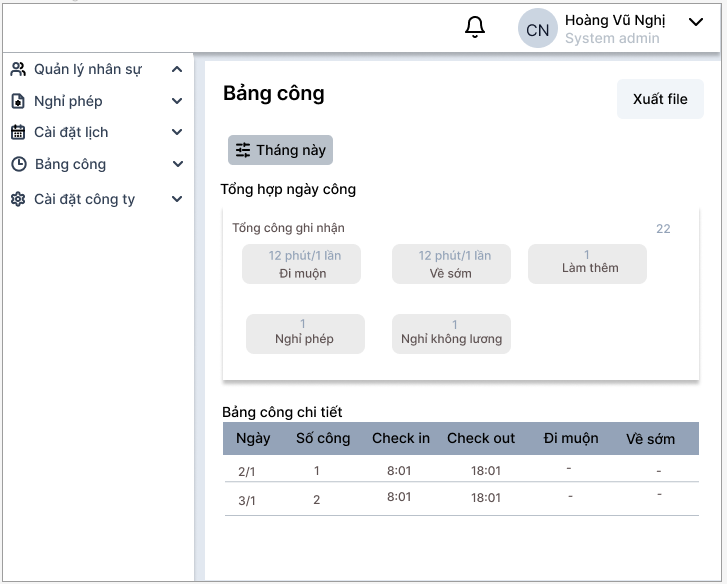 Hoàng Vũ Nghị
CN
System admin
Quản lý nhân sự
Nghỉ phép
Cài đặt lịch
Bảng công
Cài đặt công ty
Bảng công
Xuất file
Tháng này
Tổng hợp ngày công
Tổng công ghi nhận 22
12 phút/1 lần 12 phút/1 lần 1
Đi muộn Về sớm Làm thêm
1 1
Nghỉ phép Nghỉ không lương
Bảng công chi tiết
Ngày Số công Check in Check out Đi muộn Về sớm
2/1 1 8:01 18:01 - -
3/1 2 8:01 18:01 - -